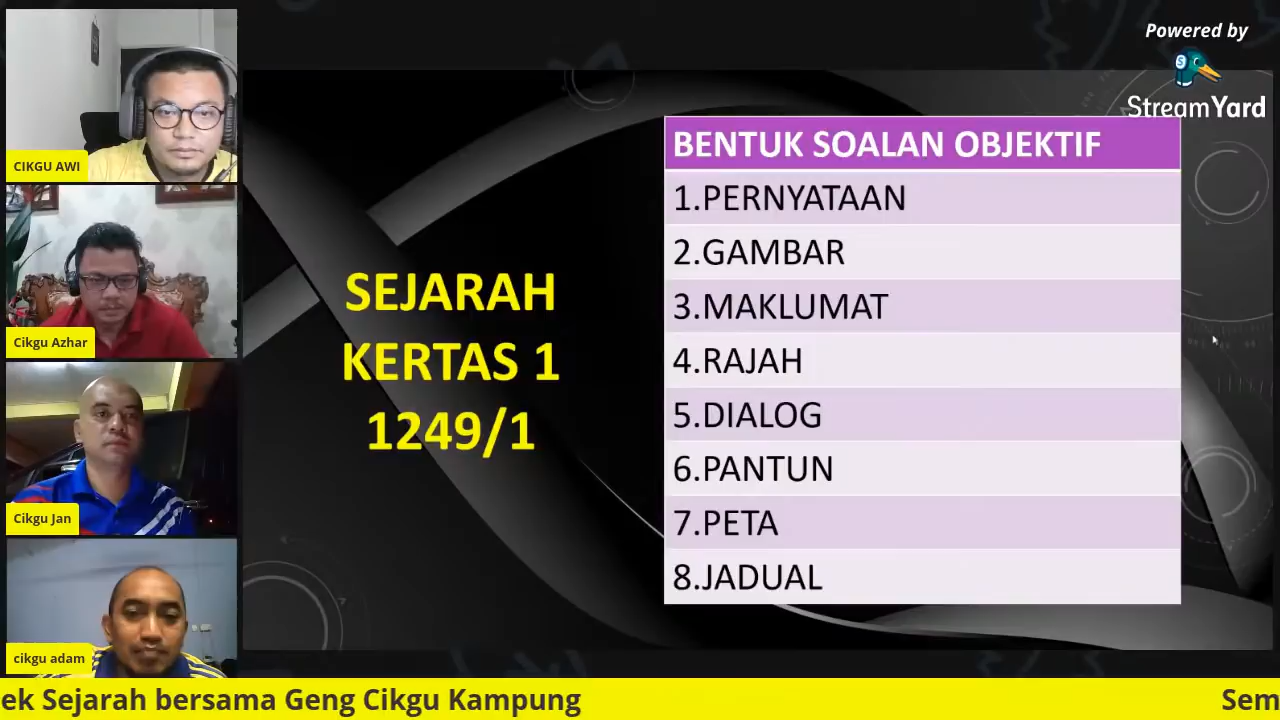 Powered by
StreamYard
CIKGU AWI
Cikgu Azhar
Cikgu Jan
cikgu adam
SEJARAH
KERTAS 1
1249/1
BENTUK SOALAN OBJEKTIF
1.PERNYATAAN
2.GAMBAR
3.MAKLUMAT
4.RAJAH
5.DIALOG
6.PANTUN
7.PETA
8.JADUAL
ek Sejarah bersama Geng Cikgu Kampung
Sem